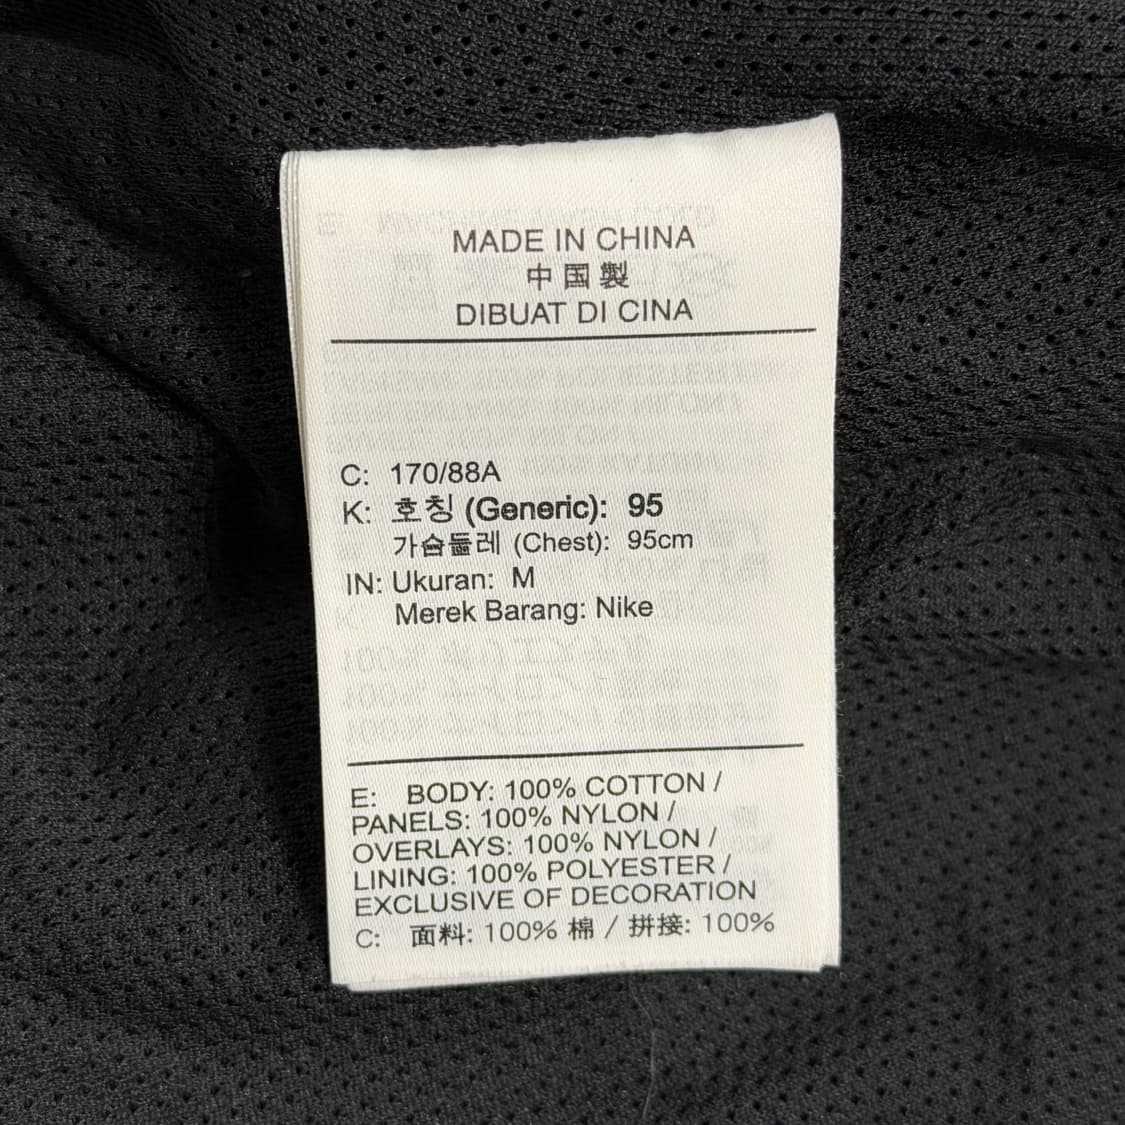 MADE IN CHINA
中国製
DIBUAT DI CINA
C: 170/88A
K: 호칭 (Generic): 95
가슴둘레 (Chest): 95cm
IN: Ukuran: M
Merek Barang: Nike
E: BODY: 100% COTTON /
PANELS: 100% NYLON /
OVERLAYS: 100% NYLON /
LINING: 100% POLYESTER /
EXCLUSIVE OF DECORATION
C: 面料: 100% 棉 / 拼接: 100%